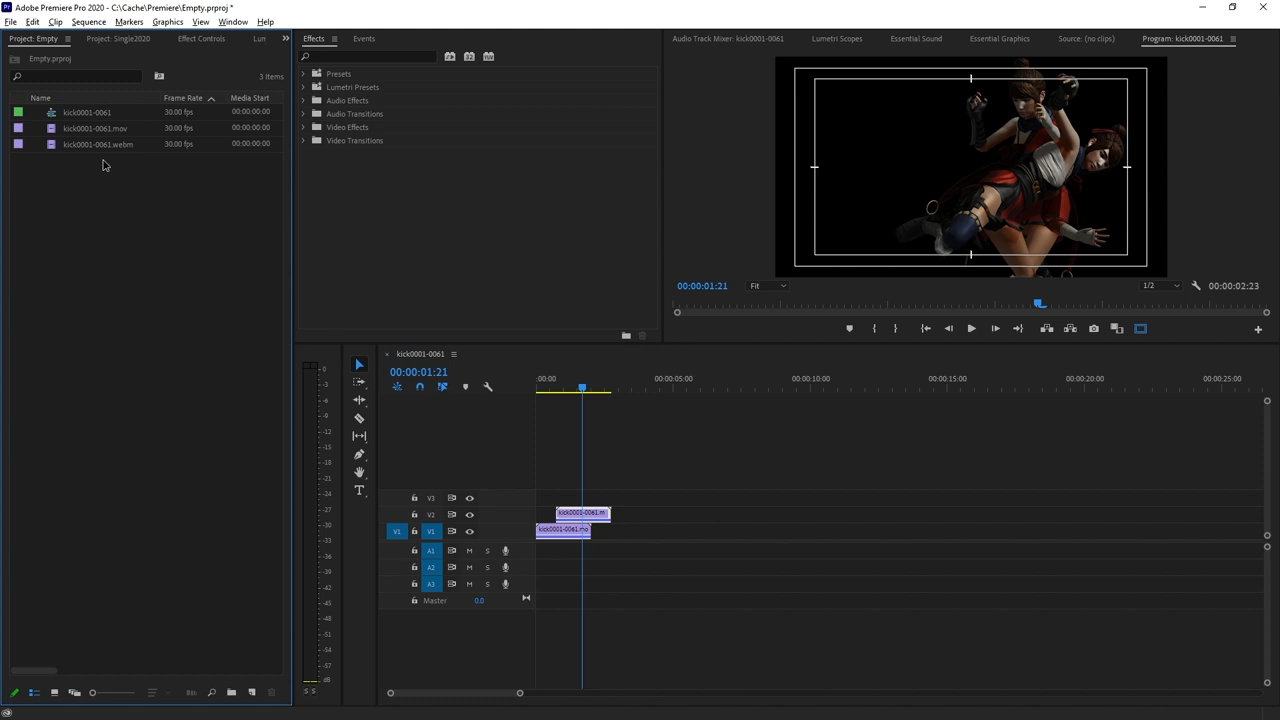 Adobe Premiere Pro 2020 - C:\Cache\Premiere\Empty.prproj *
File Edit Clip Sequence Markers Graphics View Window Help
Project: Empty Project: Single2020 Effect Controls Lun
Empty.prproj
3 Items
Name Frame Rate Media Start
kick0001-0061 30.00 fps 00:00:00:00
kick0001-0061.mov 30.00 fps 00:00:00:00
kick0001-0061.webm 30.00 fps 00:00:00:00
Effects Events
Presets
Lumetri Presets
Audio Effects
Audio Transitions
Video Effects
Video Transitions
Audio Track Mixer: kick0001-0061 Lumetri Scopes Essential Sound Essential Graphics Source: (no clips) Program: kick0001-0061
00:00:01:21 Fit 1/2 00:00:02:23
0
-3
-6
-9
-12
-15
-18
-21
-24
-27
-30
-33
-36
-39
-42
-45
-48
-51
-54
-57
dB
S S
kick0001-0061
00:00:01:21
:00:00 00:00:05:00 00:00:10:00 00:00:15:00 00:00:20:00 00:00:25:00
V3
V2 kick0001-0061.m
V1 V1 kick0001-0061.mo
A1 M S
A2 M S
A3 M S
Master 0.0